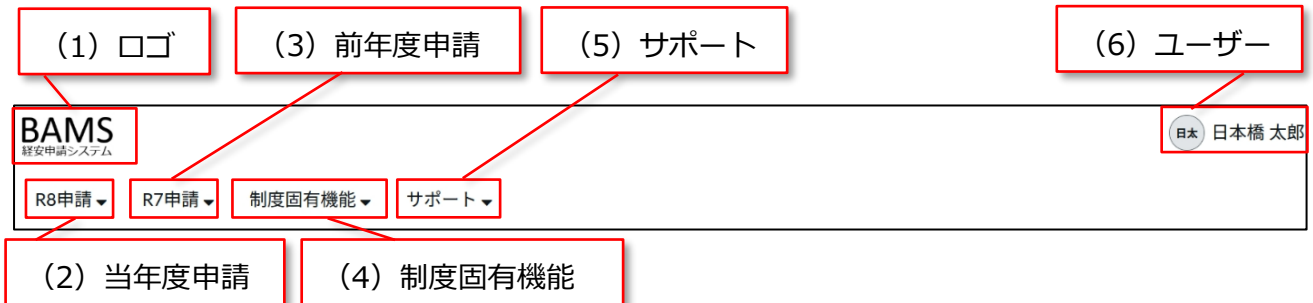 （1）ロゴ
（3）前年度申請
（5）サポート
（6）ユーザー
BAMS
経安申請システム
日太 日本橋 太郎
R8申請 R7申請 制度固有機能 サポート
（2）当年度申請
（4）制度固有機能